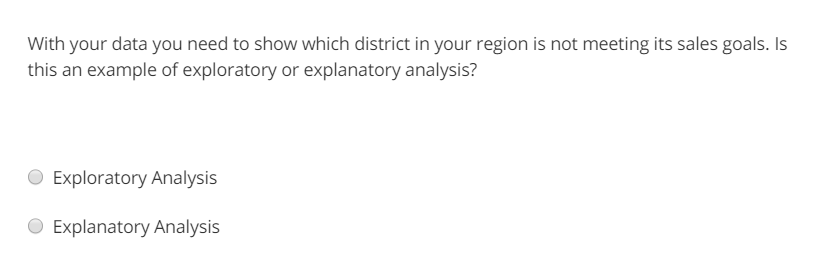 With your data you need to show which district in your region is not meeting its sales goals. Is
this an example of exploratory or explanatory analysis?
Exploratory Analysis
Explanatory Analysis